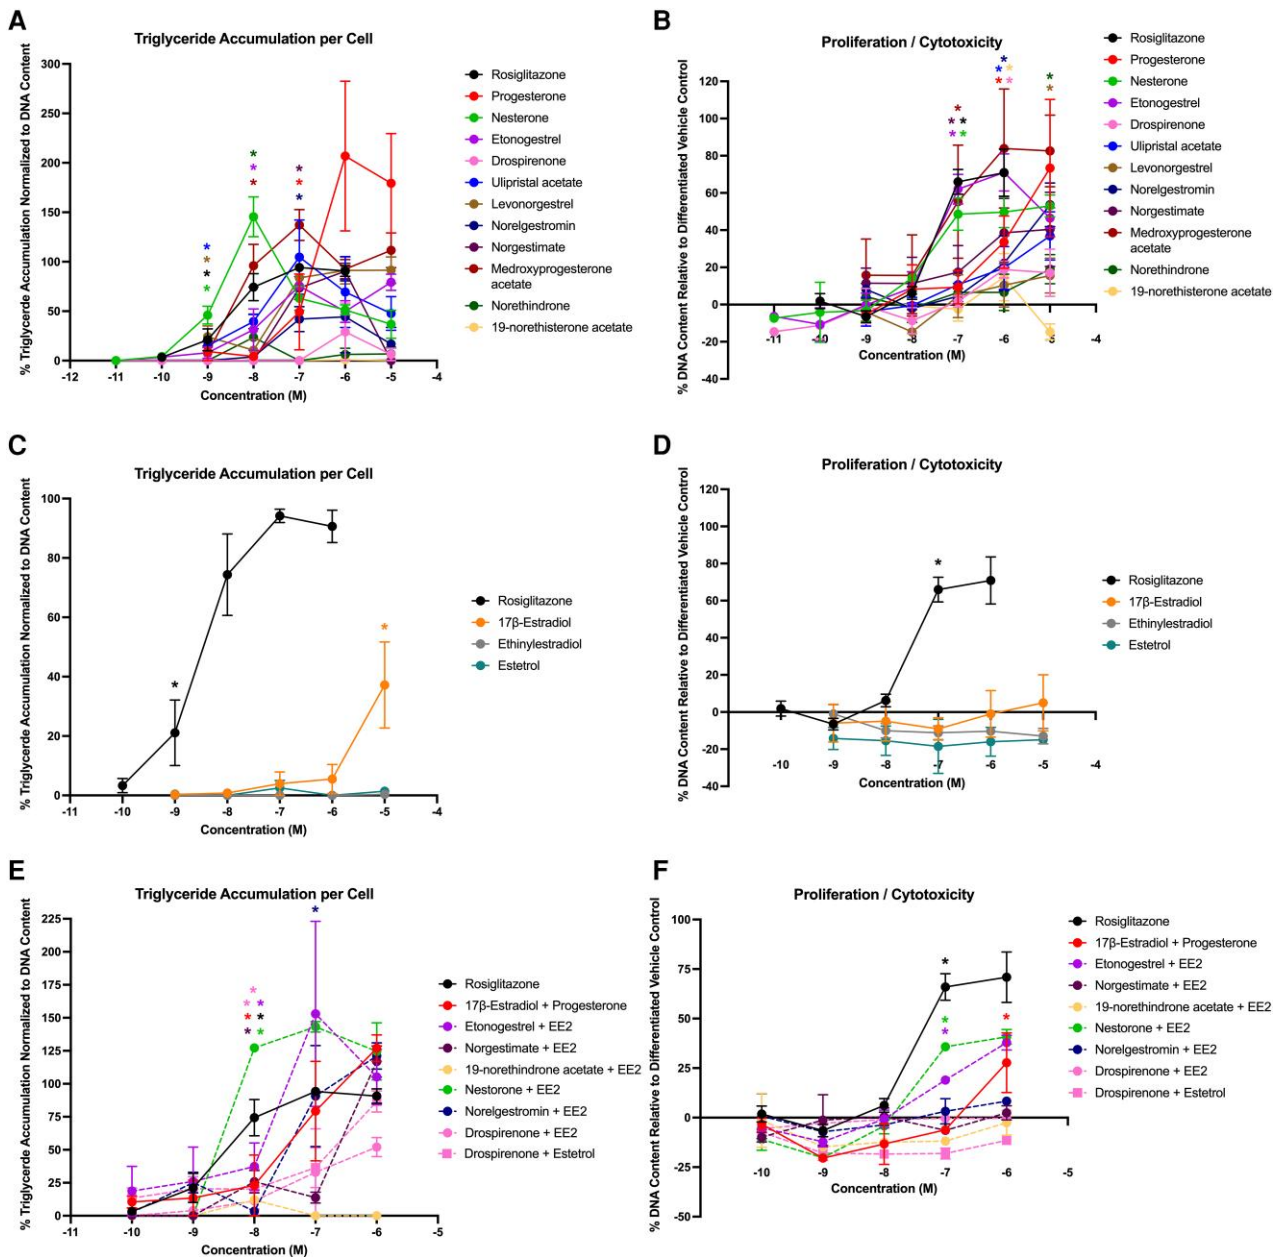 A
Triglyceride Accumulation per Cell
% Triglycerde Accumulation Normalized to DNA Content
300
250
200
150
100
50
0
-12 -11 -10 -9 -8 -7 -6 -5 -4
Concentration (M)
Rosiglitazone
Progesterone
Nesterone
Etonogestrel
Drospirenone
Ulipristal acetate
Levonorgestrel
Norelgestromin
Norgestimate
Medroxyprogesterone
acetate
Norethindrone
19-norethisterone acetate
B
Proliferation / Cytotoxicity
% DNA Content Relative to Differentiated Vehicle Control
120
100
80
60
40
20
0
-20
-40
-11 -10 -9 -8 -7 -6 -5 -4
Concentration (M)
Rosiglitazone
Progesterone
Nesterone
Etonogestrel
Drospirenone
Ulipristal acetate
Levonorgestrel
Norelgestromin
Norgestimate
Medroxyprogesterone
acetate
Norethindrone
19-norethisterone acetate
C
Triglyceride Accumulation per Cell
% Triglycerde Accumulation Normalized to DNA Content
100
80
60
40
20
0
-11 -10 -9 -8 -7 -6 -5 -4
Concentration (M)
Rosiglitazone
17β-Estradiol
Ethinylestradiol
Estetrol
D
Proliferation / Cytotoxicity
% DNA Content Relative to Differentiated Vehicle Control
120
100
80
60
40
20
0
-20
-40
-10 -9 -8 -7 -6 -5 -4
Concentration (M)
Rosiglitazone
17β-Estradiol
Ethinylestradiol
Estetrol
E
Triglyceride Accumulation per Cell
% Triglycerde Accumulation Normalized to DNA Content
225
200
175
150
125
100
75
50
25
0
-11 -10 -9 -8 -7 -6 -5
Concentration (M)
Rosiglitazone
17β-Estradiol + Progesterone
Etonogestrel + EE2
Norgestimate + EE2
19-norethindrone acetate + EE2
Nestorone + EE2
Norelgestromin + EE2
Drospirenone + EE2
Drospirenone + Estetrol
F
Proliferation / Cytotoxicity
% DNA Content Relative to Differentiated Vehicle Control
100
75
50
25
0
-25
-50
-10 -9 -8 -7 -6 -5
Concentration (M)
Rosiglitazone
17β-Estradiol + Progesterone
Etonogestrel + EE2
Norgestimate + EE2
19-norethindrone acetate + EE2
Nestorone + EE2
Norelgestromin + EE2
Drospirenone + EE2
Drospirenone + Estetrol